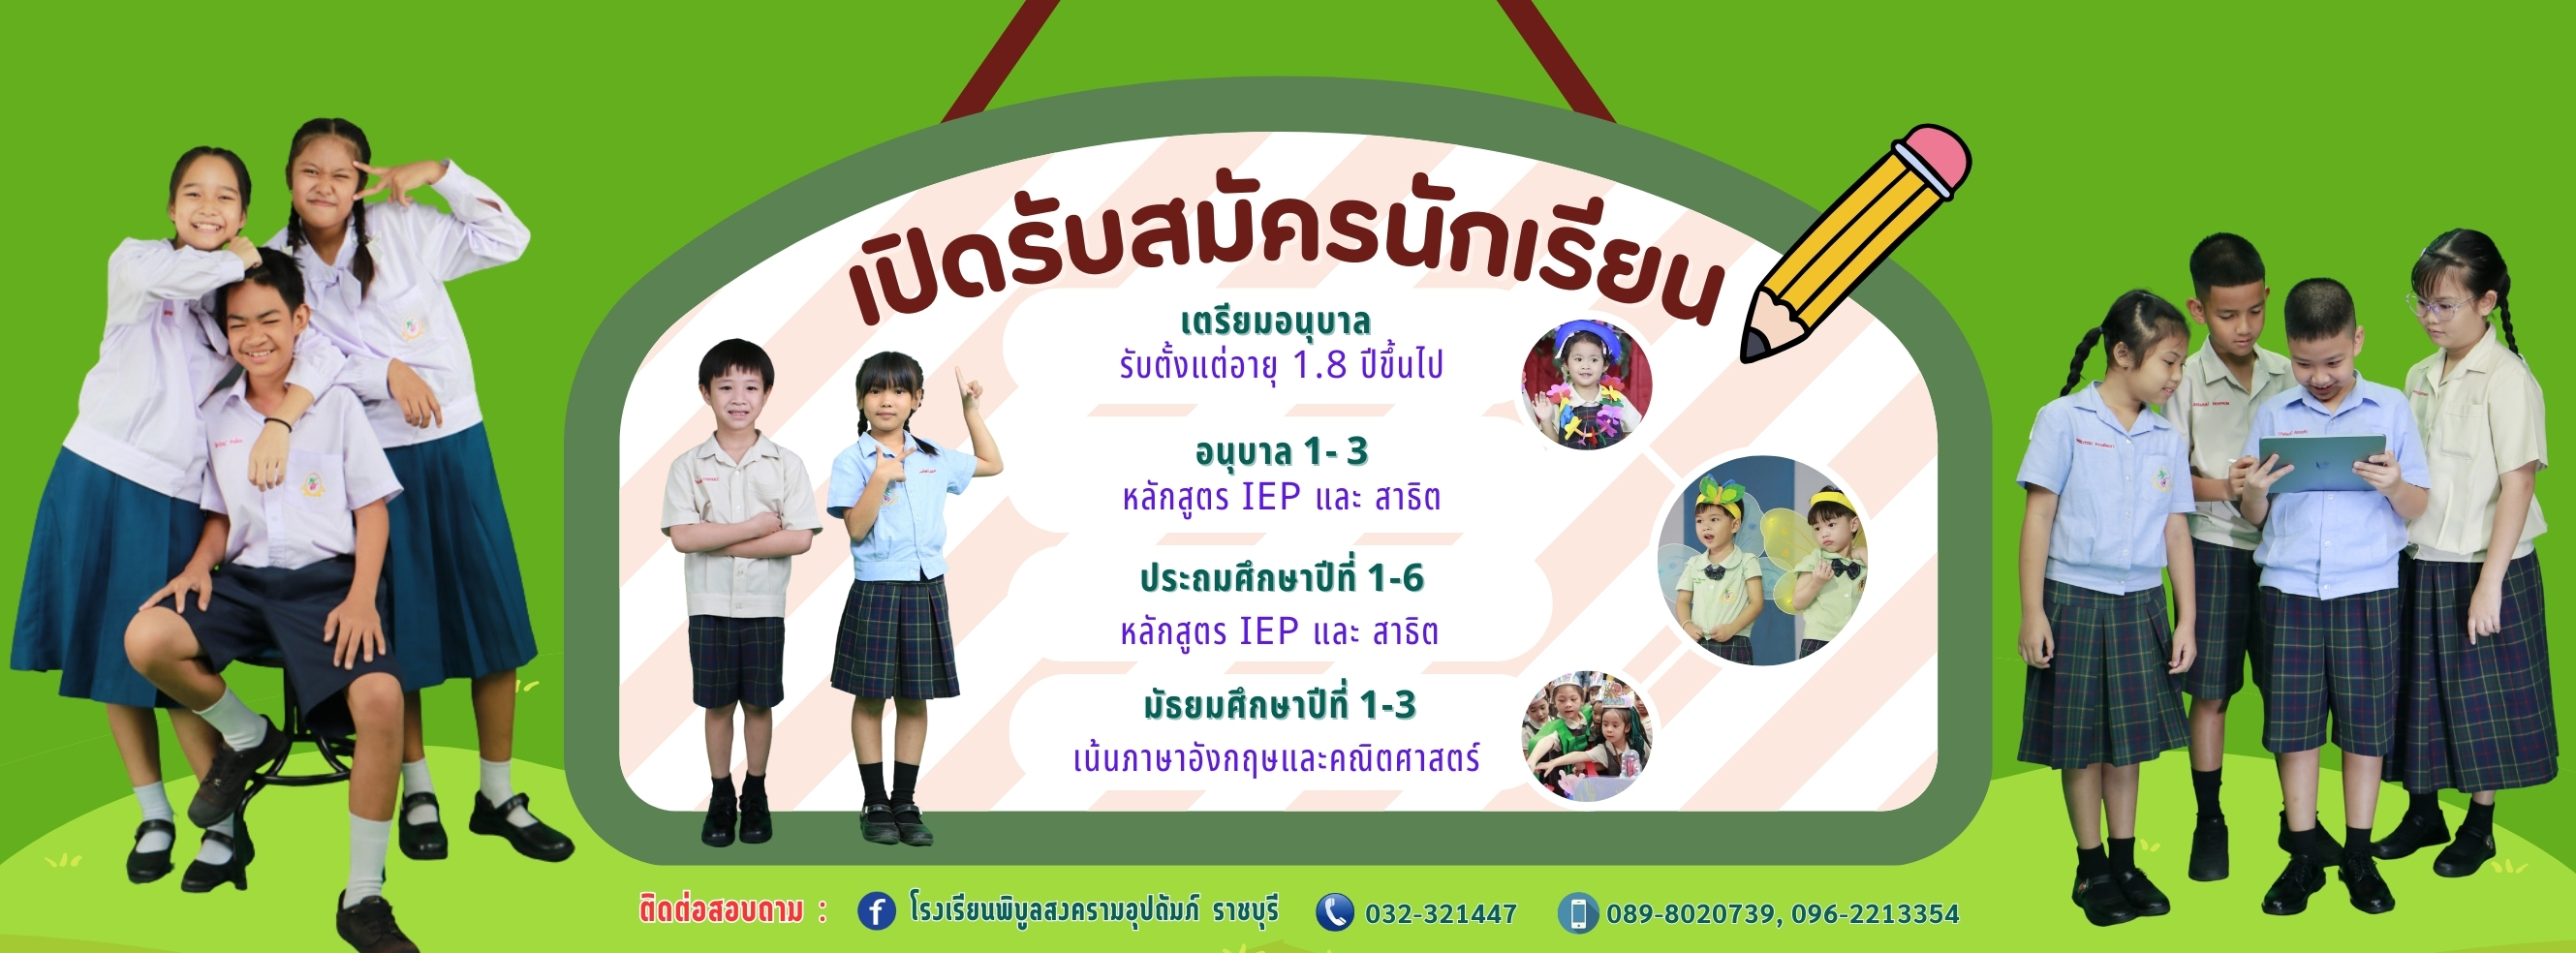 เปิดรับสมัครนักเรียน
เตรียมอนุบาล
รับตั้งแต่อายุ 1.8 ปีขึ้นไป
อนุบาล 1- 3
หลักสูตร IEP และ สาธิต
ประถมศึกษาปีที่ 1-6
หลักสูตร IEP และ สาธิต
มัธยมศึกษาปีที่ 1-3
เน้นภาษาอังกฤษและคณิตศาสตร์
ติดต่อสอบถาม : f โรงเรียนพิบูลสงครามอุปถัมภ์ ราชบุรี 032-321447 089-8020739, 096-2213354